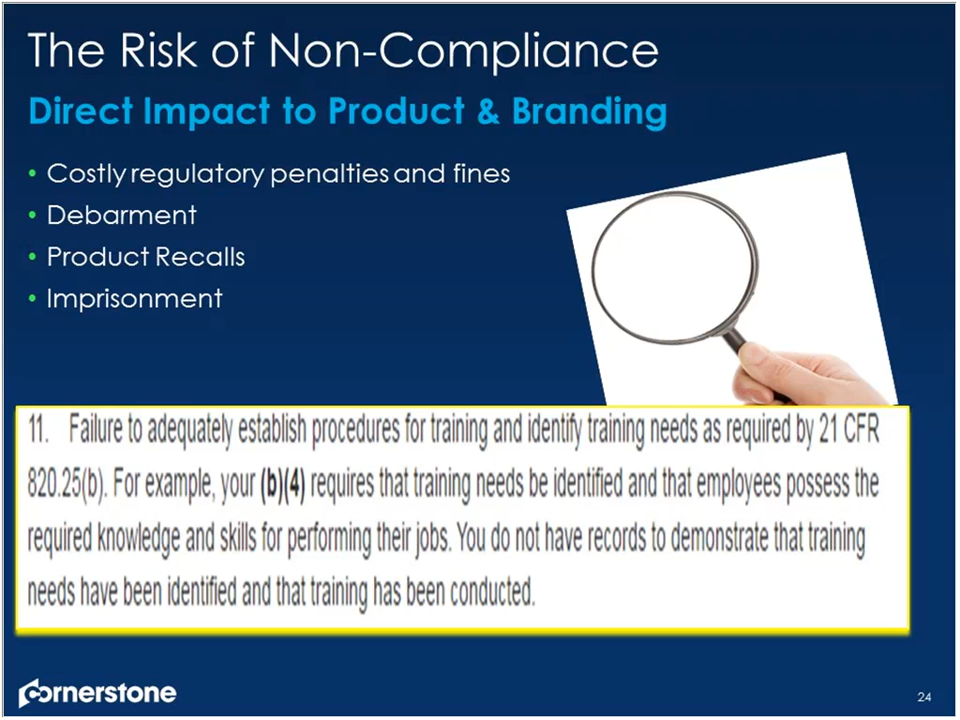 The Risk of Non-Compliance
Direct Impact to Product & Branding
• Costly regulatory penalties and fines
• Debarment
• Product Recalls
• Imprisonment
11. Failure to adequately establish procedures for training and identify training needs as required by 21 CFR
820.25(b). For example, your (b)(4) requires that training needs be identified and that employees possess the
required knowledge and skills for performing their jobs. You do not have records to demonstrate that training
needs have been identified and that training has been conducted.
cornerstone
24